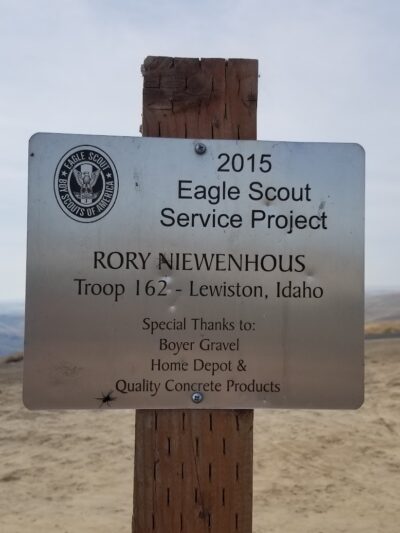 EAGLE SCOUT
BOY SCOUTS OF AMERICA
2015
Eagle Scout
Service Project
RORY NIEWENHOUS
Troop 162 - Lewiston, Idaho
Special Thanks to:
Boyer Gravel
Home Depot &
Quality Concrete Products